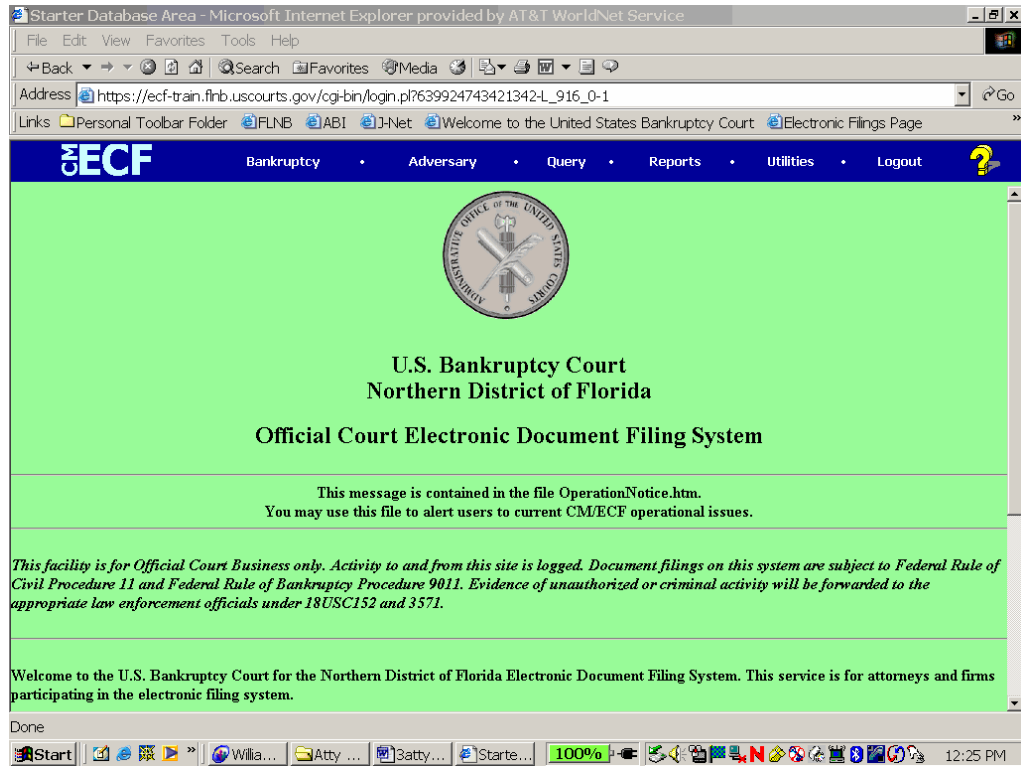 Starter Database Area - Microsoft Internet Explorer provided by AT&T WorldNet Service
File Edit View Favorites Tools Help
Back Search Favorites Media
Address https://ecf-train.flnb.uscourts.gov/cgi-bin/login.pl?639924743421342-L_916_0-1 Go
Links Personal Toolbar Folder FLNB ABI J-Net Welcome to the United States Bankruptcy Court Electronic Filings Page »
CM ECF Bankruptcy • Adversary • Query • Reports • Utilities • Logout ?
ADMINISTRATIVE OFFICE OF THE UNITED STATES COURTS
U.S. Bankruptcy Court
Northern District of Florida
Official Court Electronic Document Filing System
This message is contained in the file OperationNotice.htm.
You may use this file to alert users to current CM/ECF operational issues.
This facility is for Official Court Business only. Activity to and from this site is logged. Document filings on this system are subject to Federal Rule of
Civil Procedure 11 and Federal Rule of Bankruptcy Procedure 9011. Evidence of unauthorized or criminal activity will be forwarded to the
appropriate law enforcement officials under 18USC152 and 3571.
Welcome to the U.S. Bankruptcy Court for the Northern District of Florida Electronic Document Filing System. This service is for attorneys and firms
participating in the electronic filing system.
Done
Start » Willia... Atty ... 3atty... Starte... 100% 12:25 PM